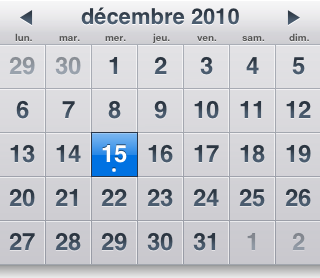 décembre 2010
lun. mar. mer. jeu. ven. sam. dim.
29 30 1 2 3 4 5
6 7 8 9 10 11 12
13 14 15 16 17 18 19
20 21 22 23 24 25 26
27 28 29 30 31 1 2